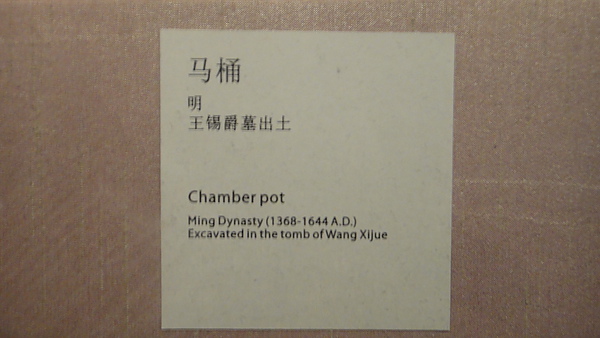 马桶
明
王锡爵墓出土
Chamber pot
Ming Dynasty (1368-1644 A.D.)
Excavated in the tomb of Wang Xijue